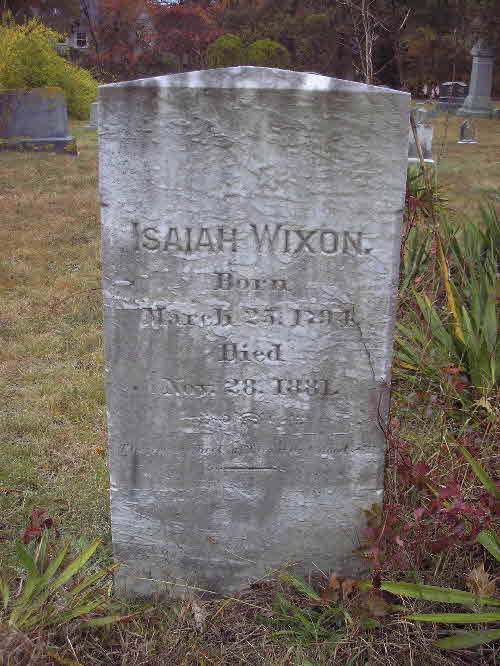 ISAIAH WIXON.
Born
March 25, 1794.
Died
Nov. 28, 1881.